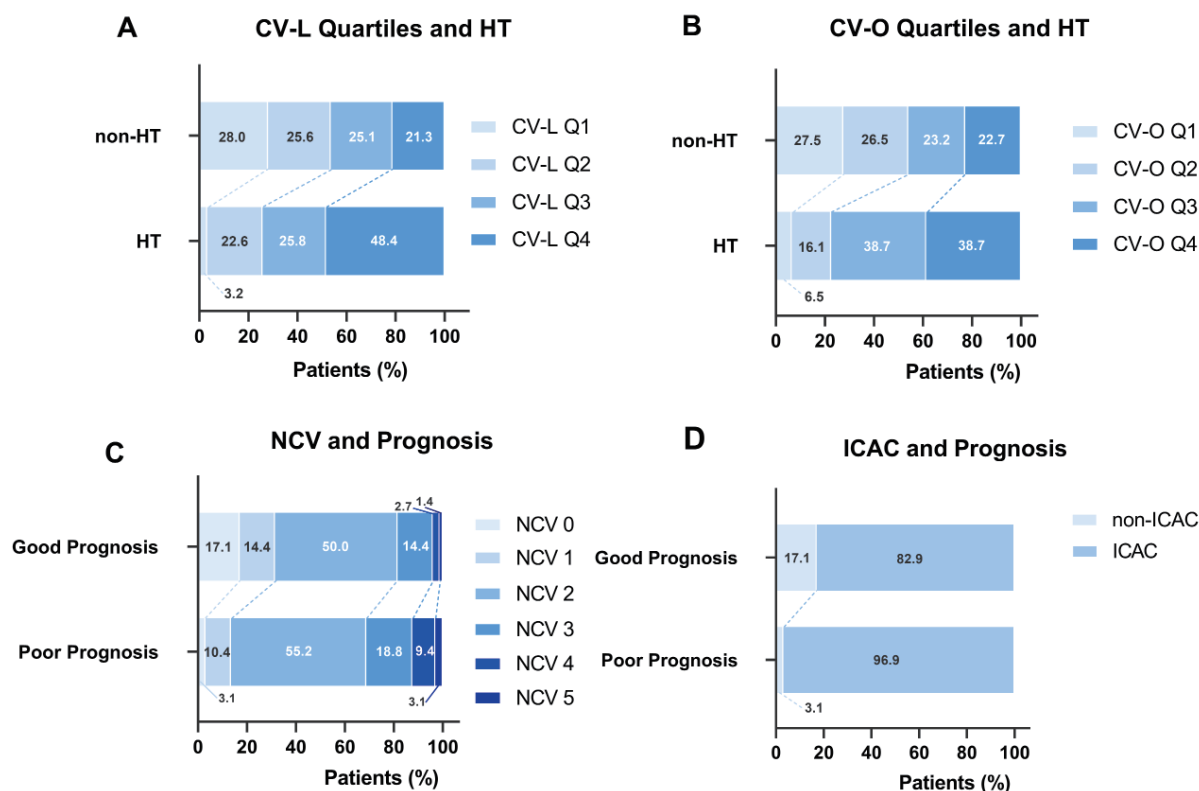 A
CV-L Quartiles and HT
non-HT
28.0
25.6
25.1
21.3
HT
22.6
25.8
48.4
3.2
0
20
40
60
80
100
Patients (%)
CV-L Q1
CV-L Q2
CV-L Q3
CV-L Q4
B
CV-O Quartiles and HT
non-HT
27.5
26.5
23.2
22.7
HT
16.1
38.7
38.7
6.5
0
20
40
60
80
100
Patients (%)
CV-O Q1
CV-O Q2
CV-O Q3
CV-O Q4
C
NCV and Prognosis
2.7
1.4
Good Prognosis
17.1
14.4
50.0
14.4
Poor Prognosis
10.4
55.2
18.8
9.4
3.1
3.1
0
20
40
60
80
100
Patients (%)
NCV 0
NCV 1
NCV 2
NCV 3
NCV 4
NCV 5
D
ICAC and Prognosis
Good Prognosis
17.1
82.9
Poor Prognosis
96.9
3.1
0
20
40
60
80
100
Patients (%)
non-ICAC
ICAC